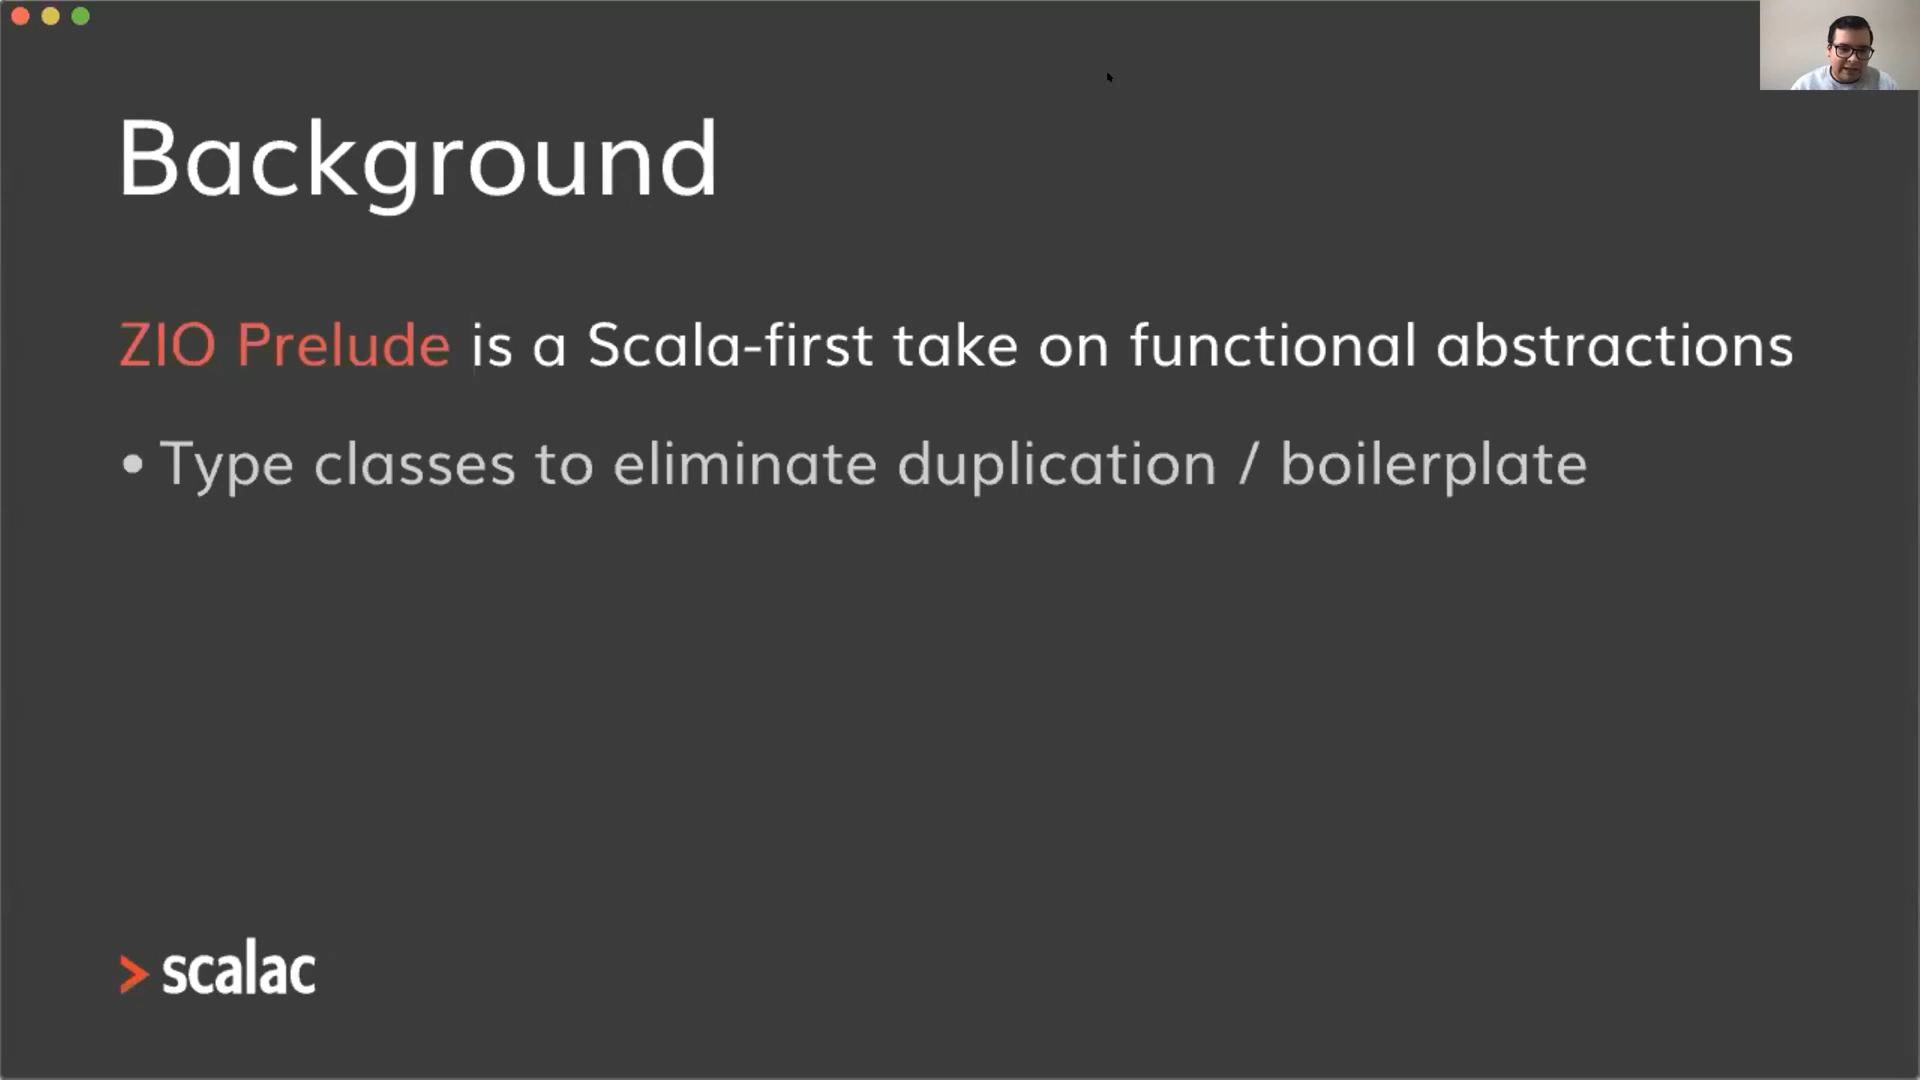 Background
ZIO Prelude is a Scala-first take on functional abstractions
• Type classes to eliminate duplication / boilerplate
> scalac